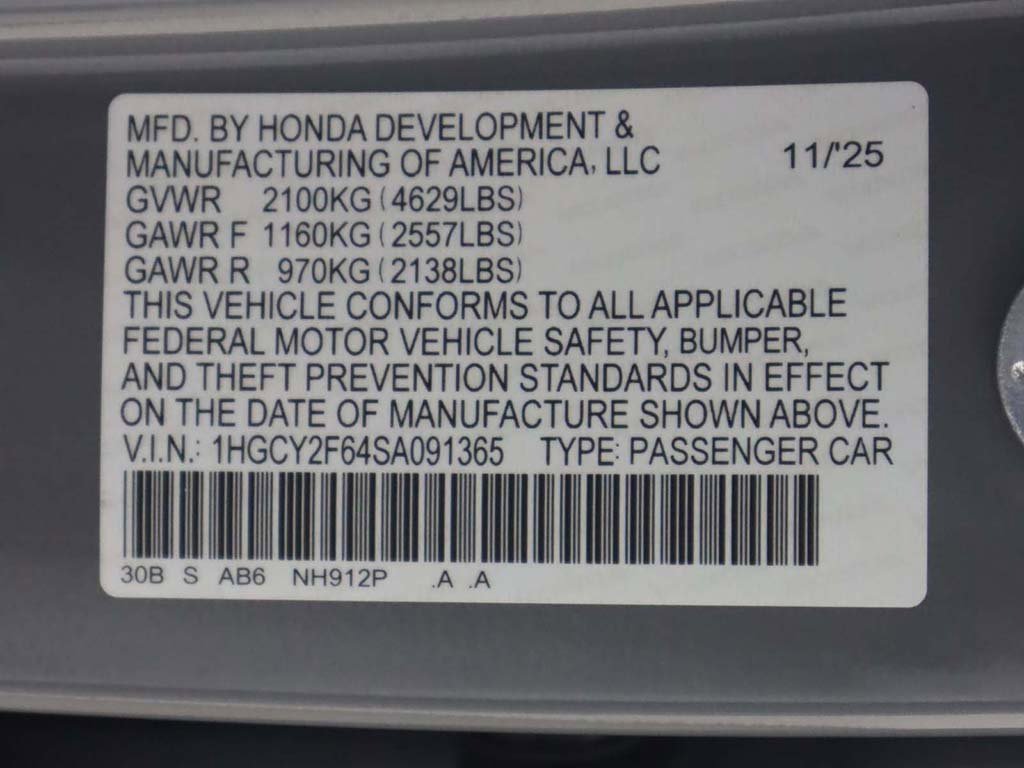 MFD. BY HONDA DEVELOPMENT &
MANUFACTURING OF AMERICA, LLC 11/'25
GVWR 2100KG (4629LBS)
GAWR F 1160KG (2557LBS)
GAWR R 970KG (2138LBS)
THIS VEHICLE CONFORMS TO ALL APPLICABLE
FEDERAL MOTOR VEHICLE SAFETY, BUMPER,
AND THEFT PREVENTION STANDARDS IN EFFECT
ON THE DATE OF MANUFACTURE SHOWN ABOVE.
V.I.N.: 1HGCY2F64SA091365 TYPE: PASSENGER CAR
30B S AB6 NH912P .A .A